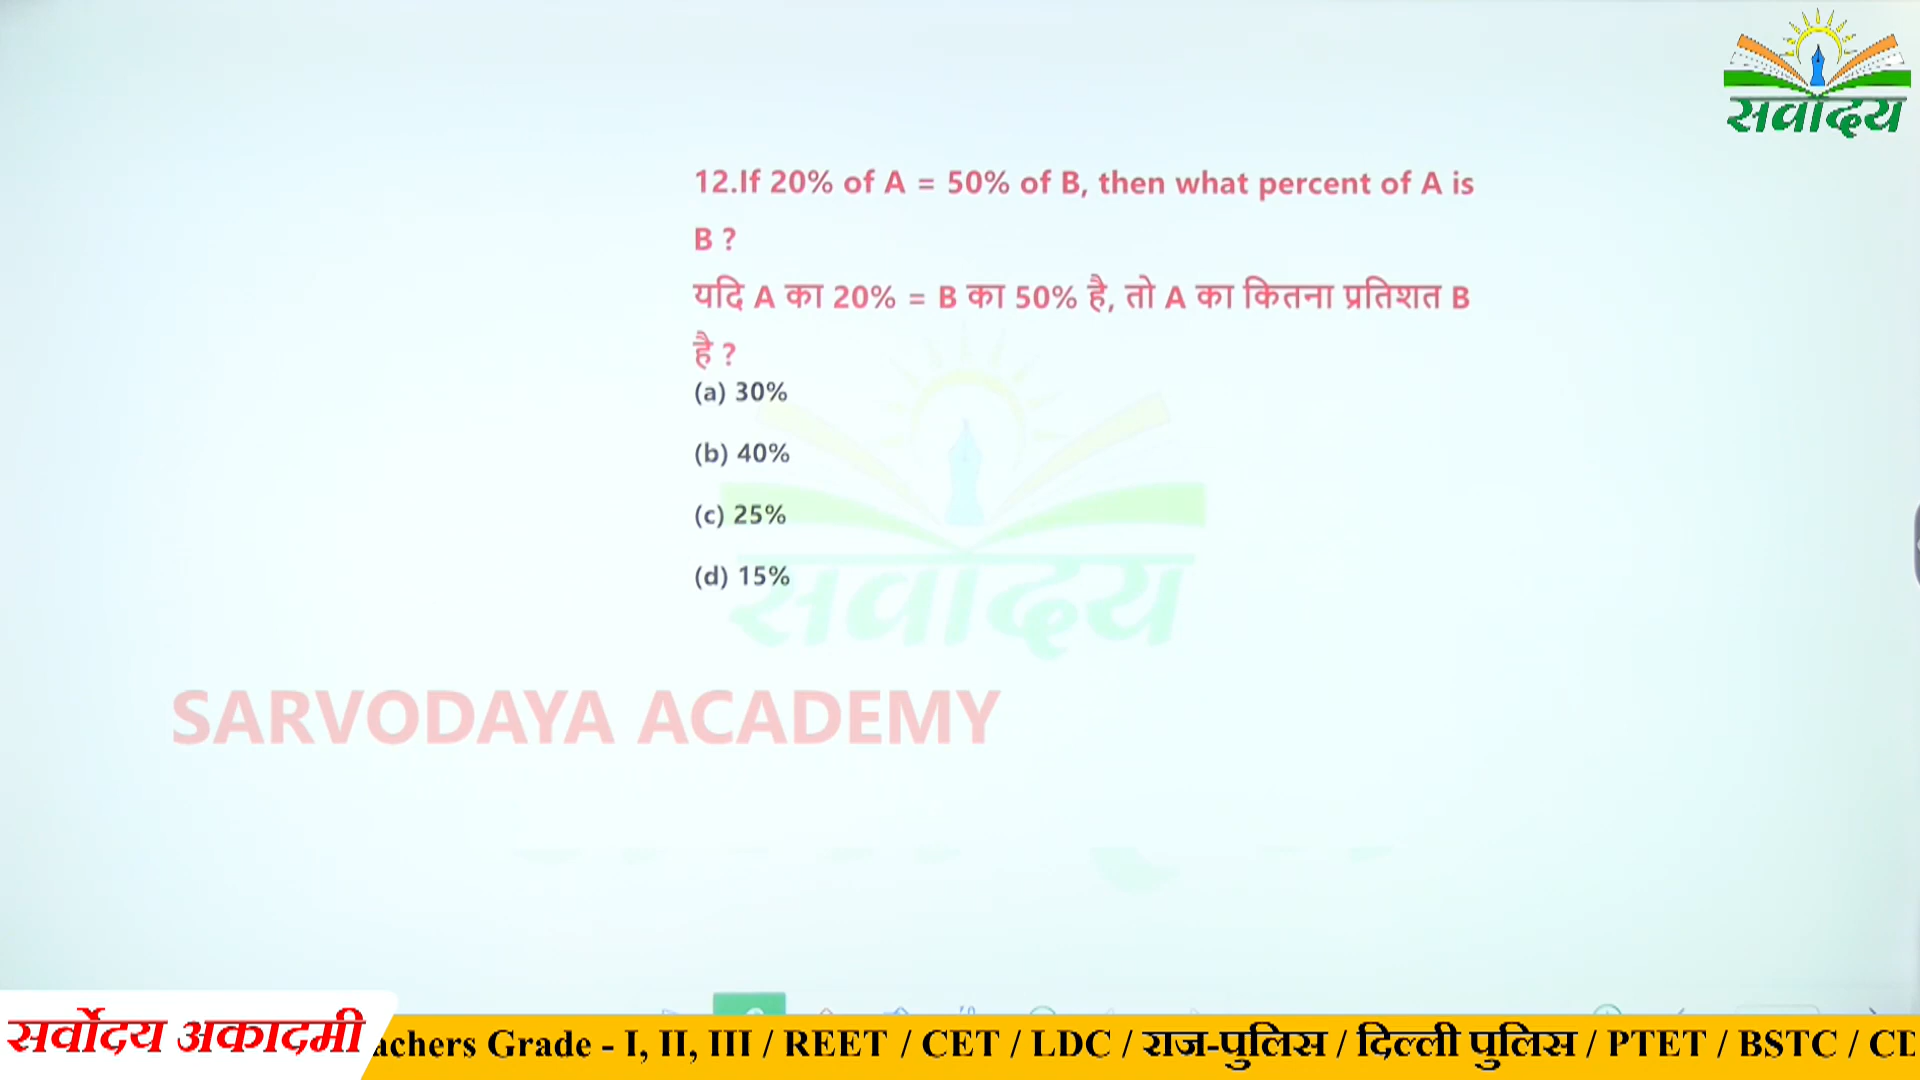 सर्वोदय
12.If 20% of A = 50% of B, then what percent of A is
B ?
यदि A का 20% = B का 50% है, तो A का कितना प्रतिशत B
है ?
(a) 30%
(b) 40%
(c) 25%
(d) 15%
सर्वोदय
SARVODAYA ACADEMY
सर्वोदय अकादमी
achers Grade - I, II, III / REET / CET / LDC / राज-पुलिस / दिल्ली पुलिस / PTET / BSTC /